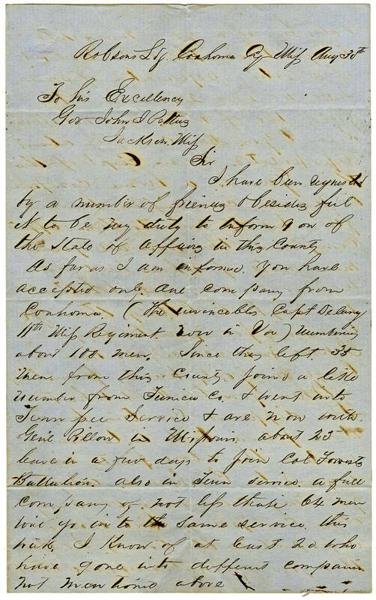 Robsons Ldg Coahoma Cy Miss Aug 30th
To his Excellency
Gov John J Pettus
Jackson Miss
Sir
I have been requested
by a number of friends & besides feel
it to be my duty to inform you of
the State of affairs in this County
As far as I am informed You have
accepted only one company from
Coahoma (The invincibles Capt Delany
11th Miss Regiment now in Va) numbering
about 100 men. Since they left 35
men from this County joined a like
number from Tunica Co & went into
Tennessee Service & are now with
Genl Pillow in Missouri about 23
leave in a few days to join Col Forrests
Battalion also in Tenn service. a full
company of not less than 64 men
will go in to the same service this
week, I know of at least 20 who
have gone into different companies
not mentioned above